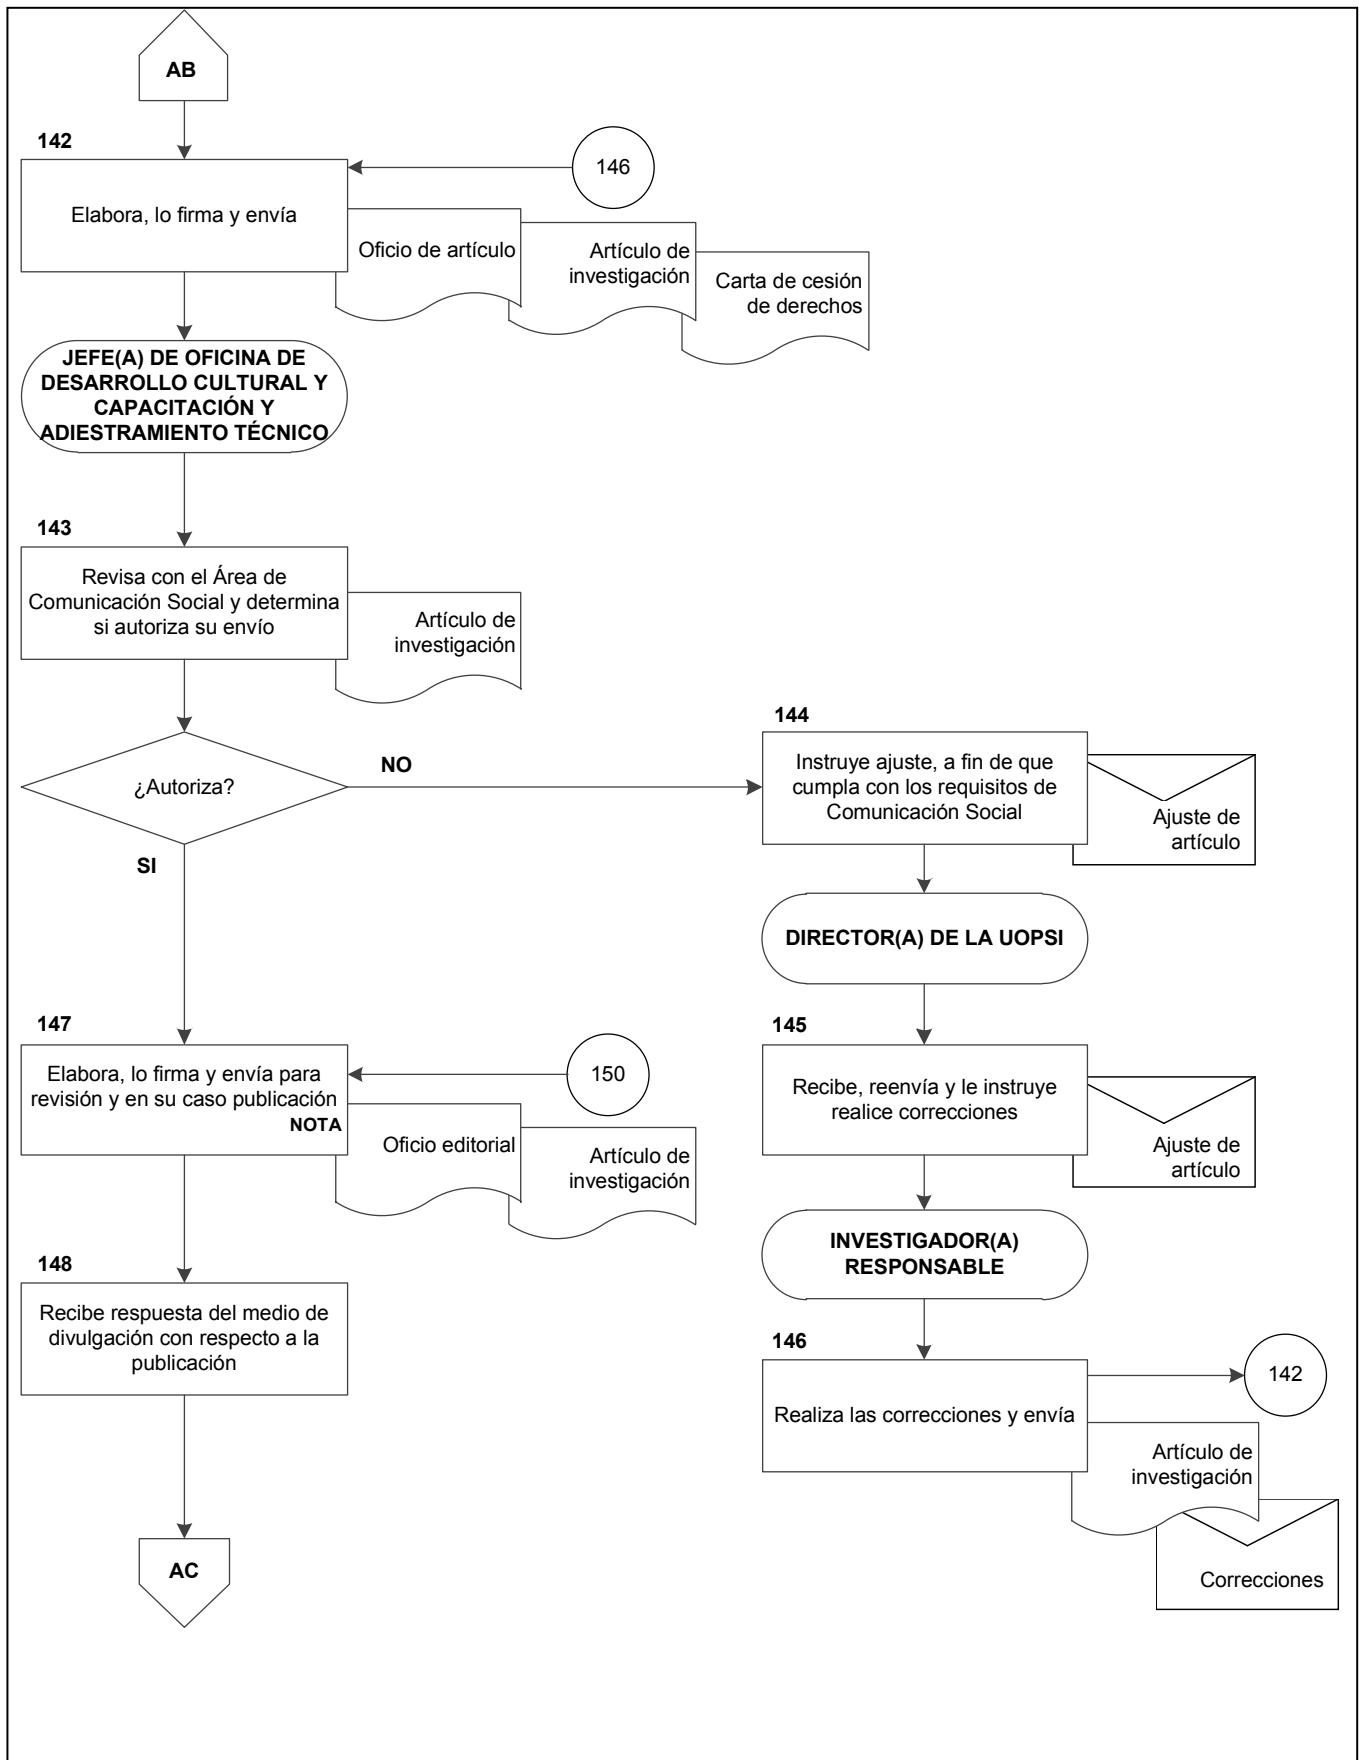 AB
142
146
Elabora, lo firma y envía
Oficio de artículo
Artículo de
investigación
Carta de cesión
de derechos
JEFE(A) DE OFICINA DE
DESARROLLO CULTURAL Y
CAPACITACIÓN Y
ADIESTRAMIENTO TÉCNICO
143
Revisa con el Área de
Comunicación Social y determina
si autoriza su envío
Artículo de
investigación
¿Autoriza?
NO
SI
144
Instruye ajuste, a fin de que
cumpla con los requisitos de
Comunicación Social
Ajuste de
artículo
DIRECTOR(A) DE LA UOPSI
145
Recibe, reenvía y le instruye
realice correcciones
Ajuste de
artículo
INVESTIGADOR(A)
RESPONSABLE
146
Realiza las correcciones y envía
142
Artículo de
investigación
Correcciones
147
Elabora, lo firma y envía para
revisión y en su caso publicación
NOTA
150
Oficio editorial
Artículo de
investigación
148
Recibe respuesta del medio de
divulgación con respecto a la
publicación
AC